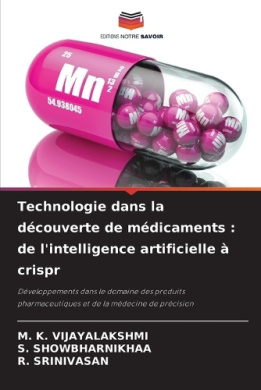 EDITIONS NOTRE SAVOIR
25
Mn
54.938045
Technologie dans la
découverte de médicaments :
de l'intelligence artificielle à
crispr
Développements dans le domaine des produits
pharmaceutiques et de la médecine de précision
M. K. VIJAYALAKSHMI
S. SHOWBHARNIKHAA
R. SRINIVASAN